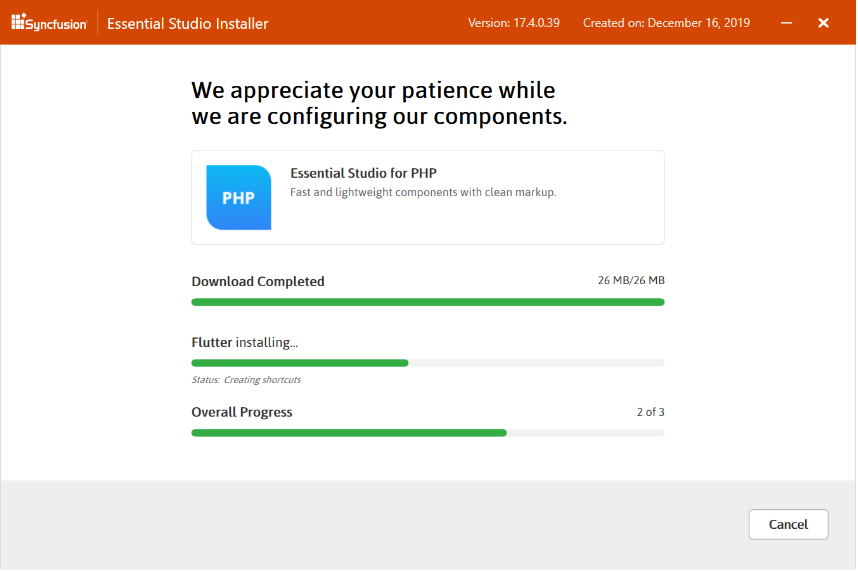 Syncfusion Essential Studio Installer Version: 17.4.0.39 Created on: December 16, 2019
We appreciate your patience while
we are configuring our components.
PHP
Essential Studio for PHP
Fast and lightweight components with clean markup.
Download Completed 26 MB/26 MB
Flutter installing...
Status: Creating shortcuts
Overall Progress 2 of 3
Cancel